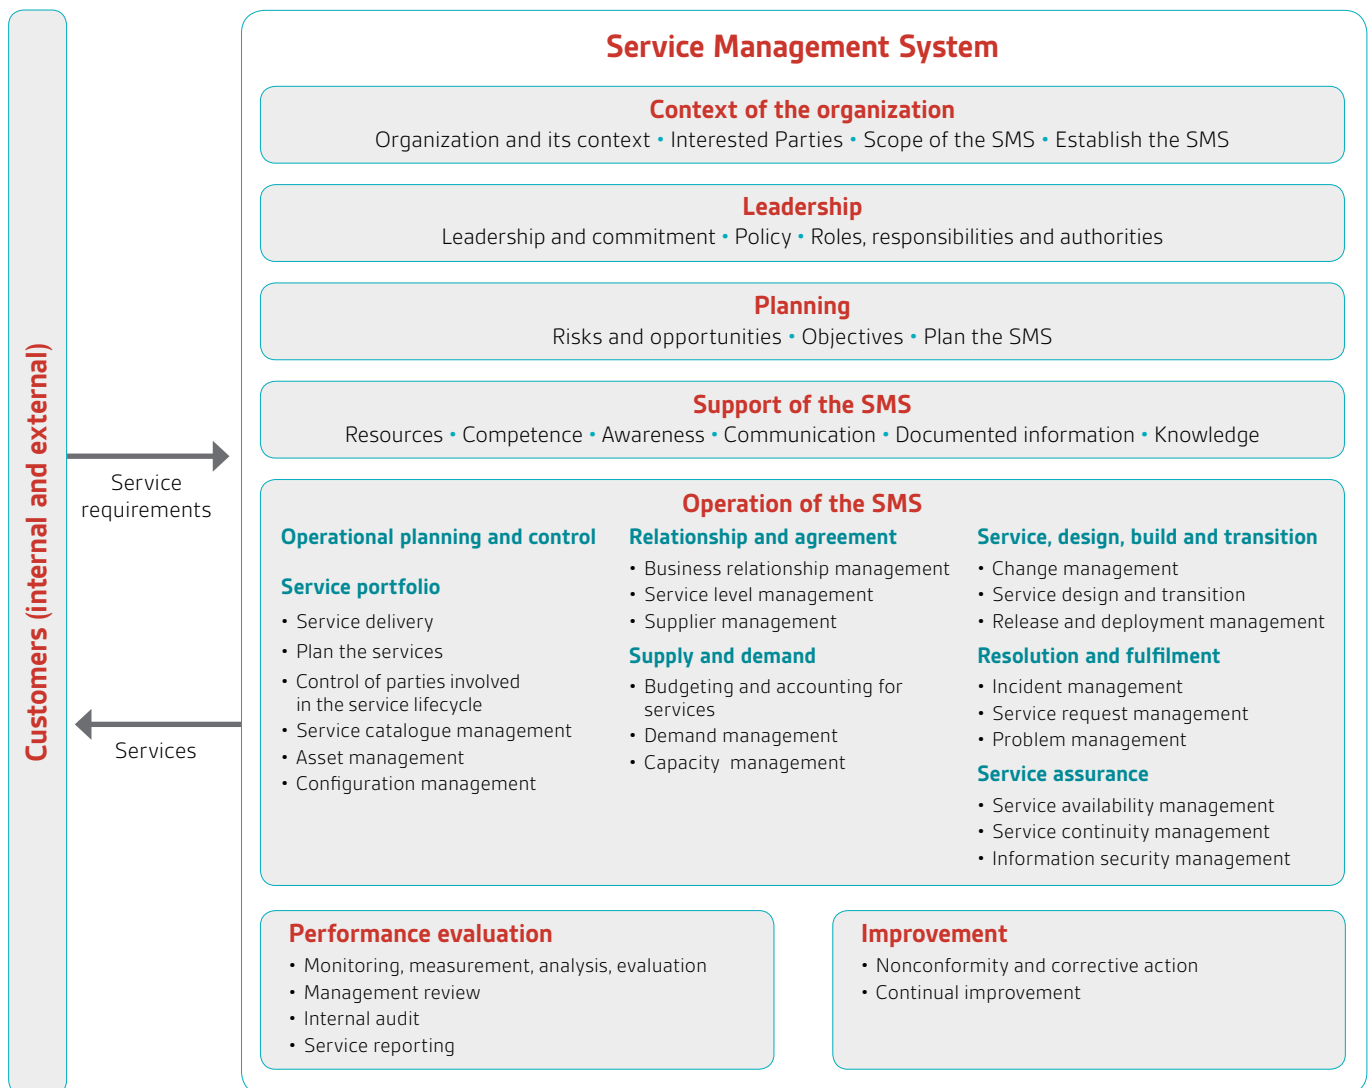 Customers (internal and external)
Service
requirements
Services
Service Management System
Context of the organization
Organization and its context • Interested Parties • Scope of the SMS • Establish the SMS
Leadership
Leadership and commitment • Policy • Roles, responsibilities and authorities
Planning
Risks and opportunities • Objectives • Plan the SMS
Support of the SMS
Resources • Competence • Awareness • Communication • Documented information • Knowledge
Operation of the SMS
Operational planning and control
Service portfolio
• Service delivery
• Plan the services
• Control of parties involved
in the service lifecycle
• Service catalogue management
• Asset management
• Configuration management
Relationship and agreement
• Business relationship management
• Service level management
• Supplier management
Supply and demand
• Budgeting and accounting for
services
• Demand management
• Capacity management
Service, design, build and transition
• Change management
• Service design and transition
• Release and deployment management
Resolution and fulfilment
• Incident management
• Service request management
• Problem management
Service assurance
• Service availability management
• Service continuity management
• Information security management
Performance evaluation
• Monitoring, measurement, analysis, evaluation
• Management review
• Internal audit
• Service reporting
Improvement
• Nonconformity and corrective action
• Continual improvement